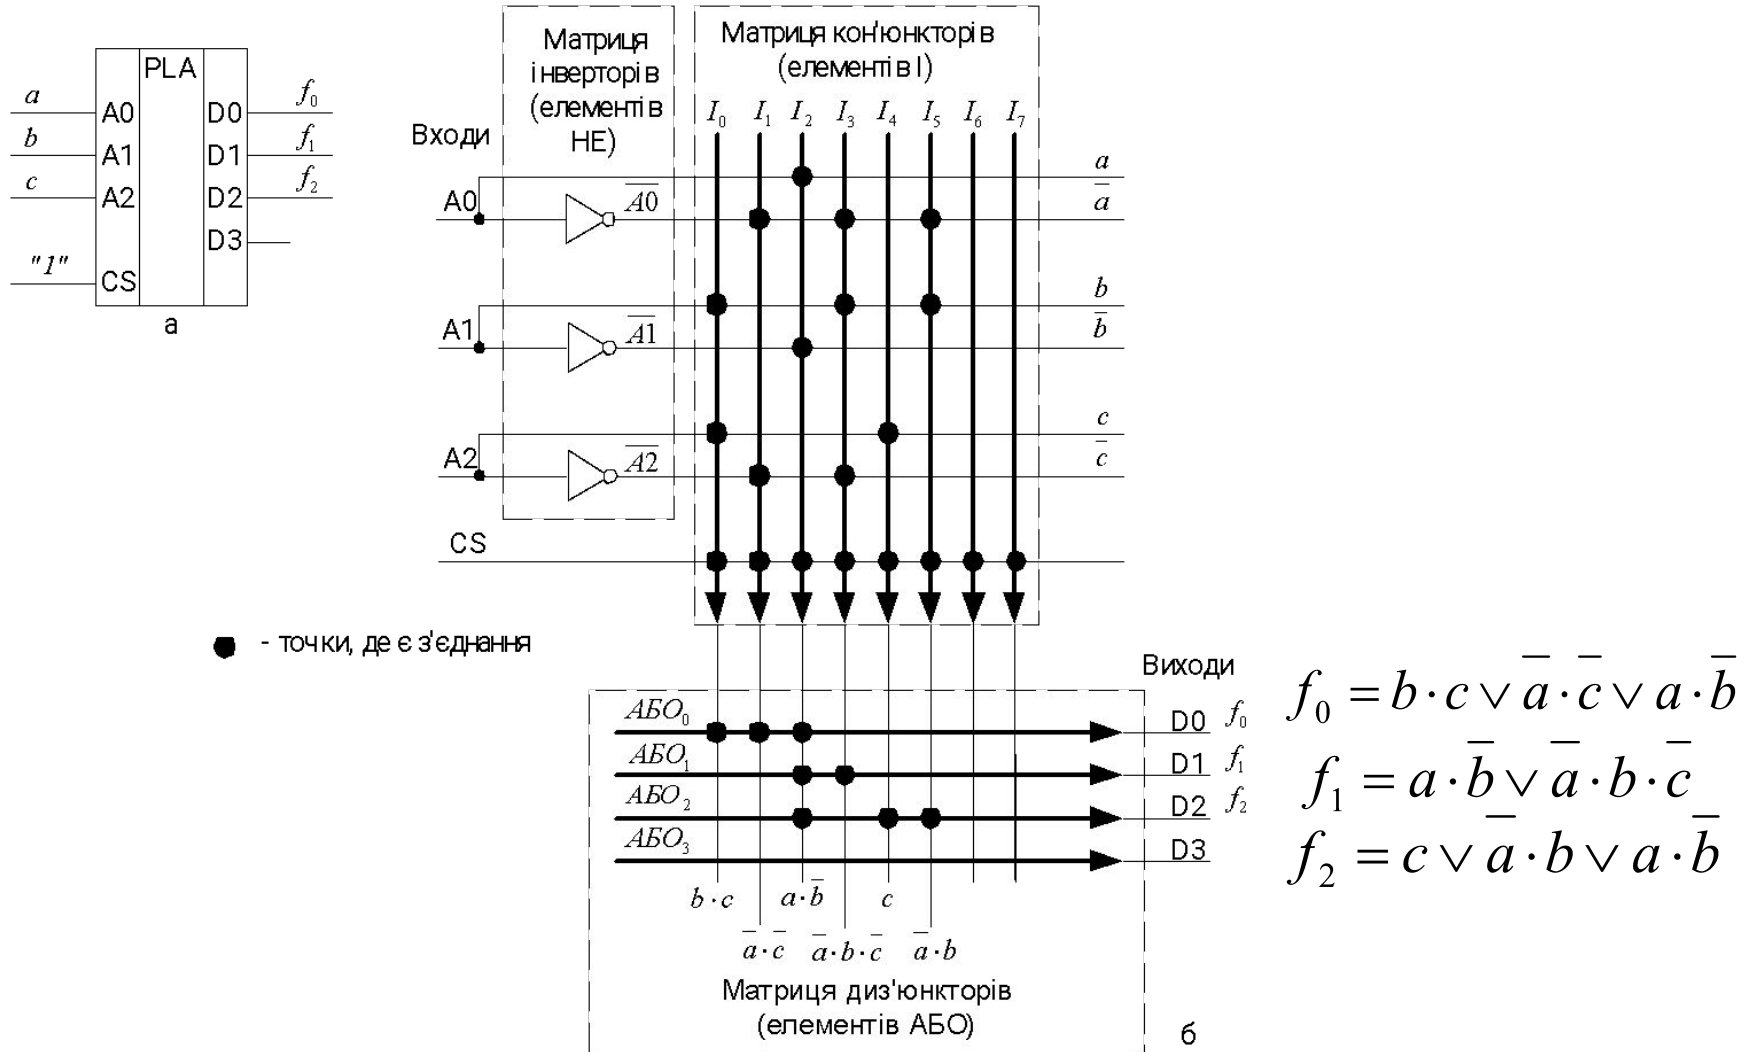 PLA
a
A0
D0
f₀
b
A1
D1
f₁
c
A2
D2
f₂
D3
"1"
CS
а
Входи
Матриця
інверторів
(елементів
НЕ)
Матриця кон'юнкторів
(елементів І)
I₀ I₁ I₂ I₃ I₄ I₅ I₆ I₇
A0
A̅0̅
a
a̅
A1
A̅1̅
b
b̅
A2
A̅2̅
c
c̅
CS
- точки, де є з'єднання
Виходи
АБО₀ D0 f₀
АБО₁ D1 f₁
АБО₂ D2 f₂
АБО₃ D3
b·c a·b̅ c
a̅·c̅ a̅·b·c̅ a̅·b
Матриця диз'юнкторів
(елементів АБО)
б
f₀ = b·c ∨ a̅·c̅ ∨ a·b̅
f₁ = a·b̅ ∨ a̅·b·c̅
f₂ = c ∨ a̅·b ∨ a·b̅